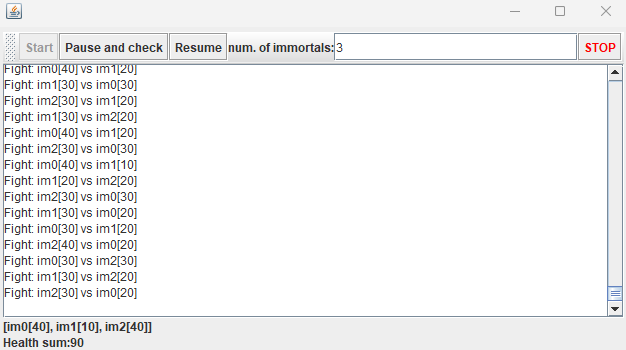 Start Pause and check Resume num. of immortals: 3 STOP
Fight: im0[40] vs im1[20]
Fight: im1[30] vs im0[30]
Fight: im2[30] vs im1[20]
Fight: im1[30] vs im2[20]
Fight: im0[40] vs im1[20]
Fight: im2[30] vs im0[30]
Fight: im0[40] vs im1[10]
Fight: im1[20] vs im2[20]
Fight: im2[30] vs im0[30]
Fight: im1[30] vs im0[20]
Fight: im0[30] vs im1[20]
Fight: im2[40] vs im0[20]
Fight: im0[30] vs im2[30]
Fight: im1[30] vs im2[20]
Fight: im2[30] vs im0[20]
[im0[40], im1[10], im2[40]]
Health sum:90